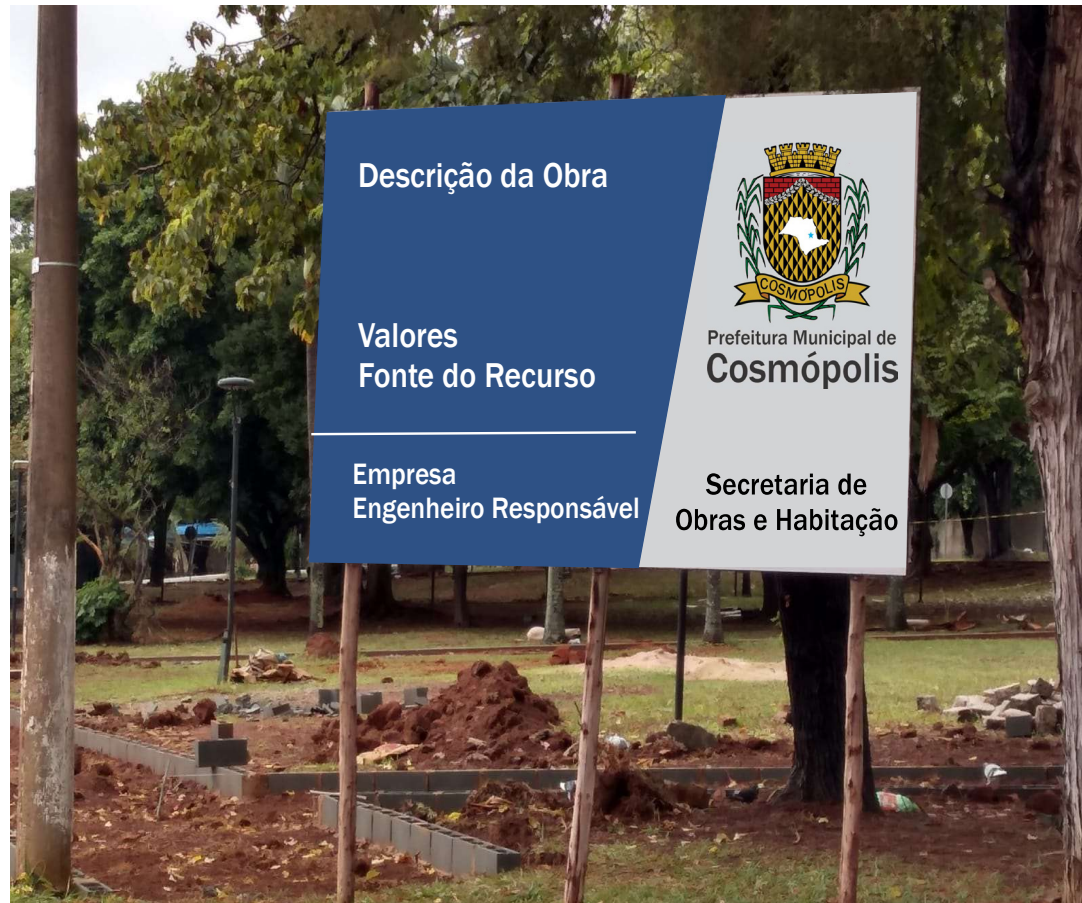 Descrição da Obra
Valores
Fonte do Recurso
Empresa
Engenheiro Responsável
COSMÓPOLIS
Prefeitura Municipal de
Cosmópolis
Secretaria de
Obras e Habitação